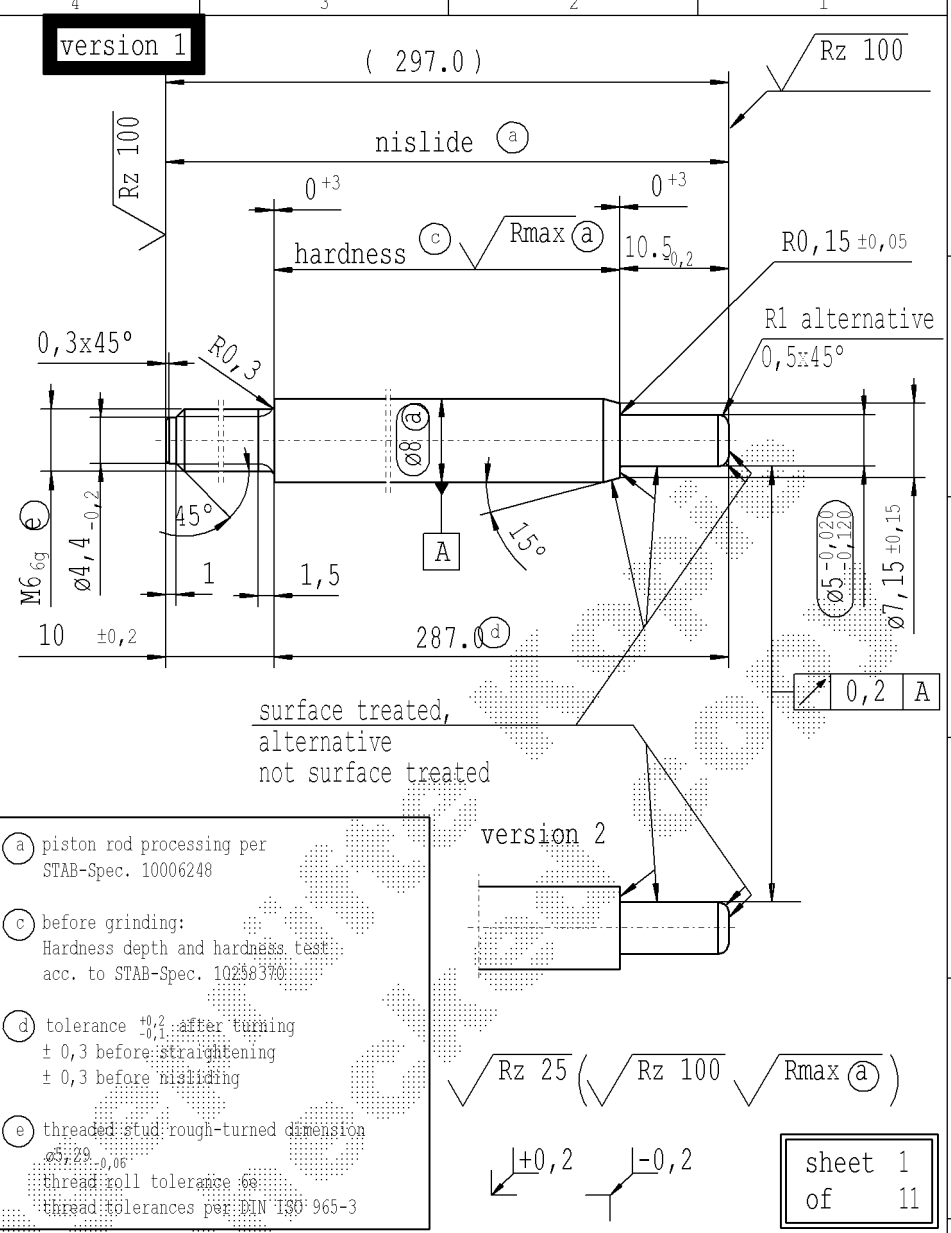 4 3 2 1
version 1
( 297.0 )
Rz 100
Rz 100
nislide a
0 +3
0 +3
hardness c Rmax a
10.5 -0,2
R0,15 ±0,05
R1 alternative
0,5x45°
0,3x45°
R0,3
M6 6g e
ø4,4 -0,2
45°
ø8 a
A
15°
ø5 -0,020 -0,120
ø7,15 ±0,15
1
1,5
10 ±0,2
287.0 d
0,2 A
surface treated,
alternative
not surface treated
version 2
a piston rod processing per
STAB-Spec. 10006248
c before grinding:
Hardness depth and hardness test
acc. to STAB-Spec. 10258370
d tolerance +0,2 -0,1 after turning
± 0,3 before straightening
± 0,3 before nisliding
e threaded stud rough-turned dimension
ø5,29 -0,06
thread roll tolerance 6e
thread tolerances per DIN ISO 965-3
Rz 25 ( Rz 100 Rmax a )
+0,2 -0,2
sheet 1
of 11